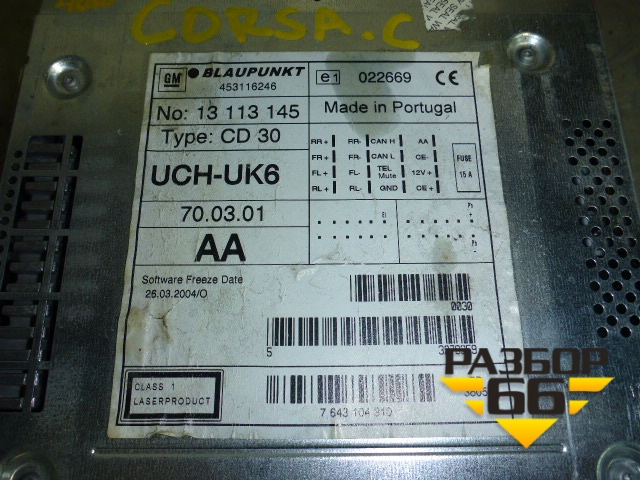 CORSA.C
GM BLAUPUNKT
453116246
e1 022669 CE
No: 13 113 145
Made in Portugal
Type: CD 30
UCH-UK6
RR + RR- CAN H AA
FR + FR- CAN L CE-
FL + FL- TEL Mute 12V +
RL + RL- GND CE +
FUSE
15 A
70.03.01
AA
Software Freeze Date
26.03.2004/O
0030
5
CLASS 1
LASERPRODUCT
7 643 104 310
РАЗБОР
66